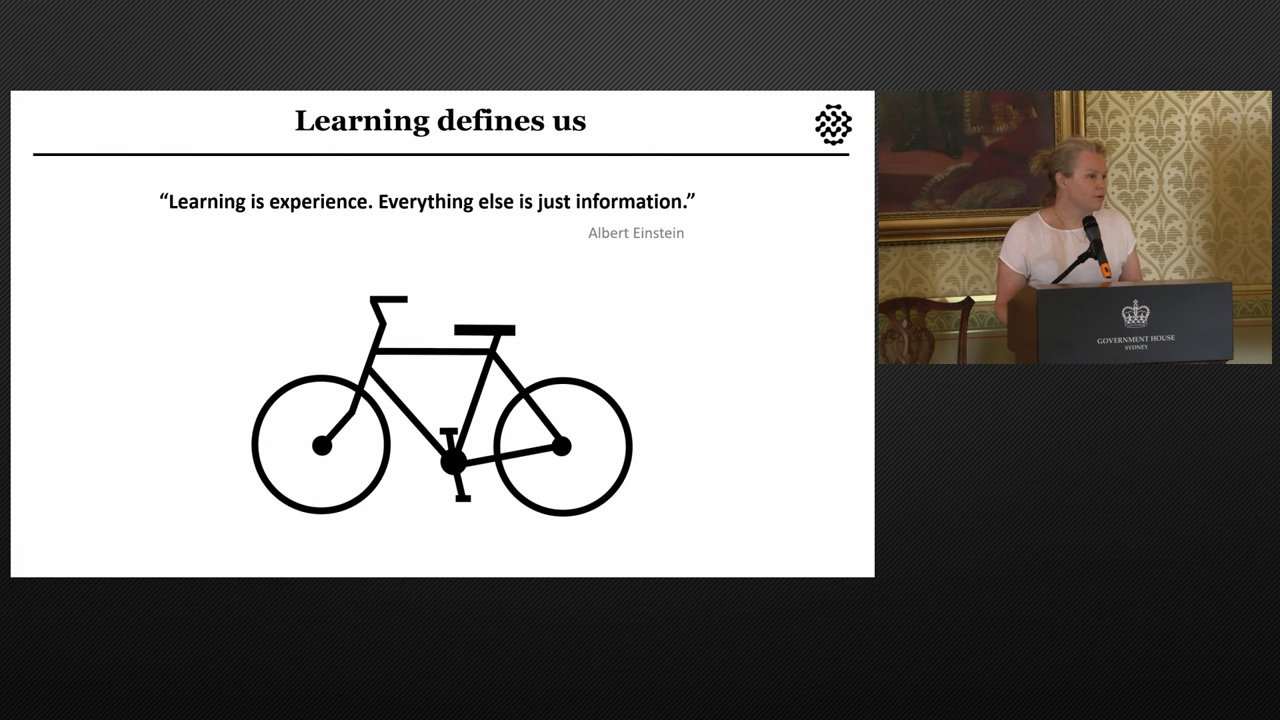 Learning defines us
“Learning is experience. Everything else is just information.”
Albert Einstein
GOVERNMENT HOUSE
SYDNEY